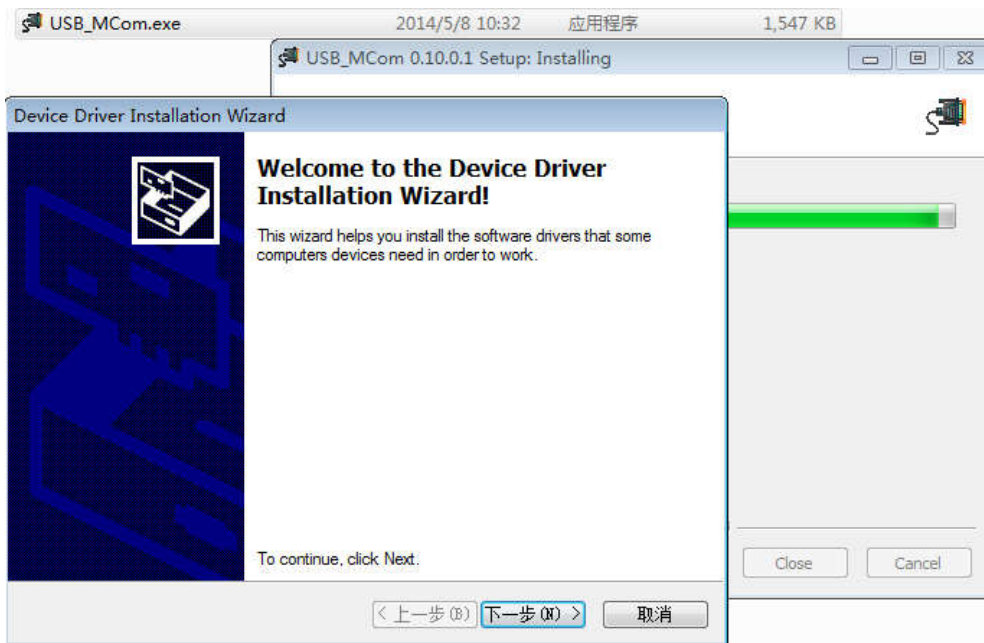 USB_MCom.exe 2014/5/8 10:32 应用程序 1,547 KB
USB_MCom 0.10.0.1 Setup: Installing
Device Driver Installation Wizard
Welcome to the Device Driver
Installation Wizard!
This wizard helps you install the software drivers that some
computers devices need in order to work.
To continue, click Next.
Close Cancel
< 上一步(B) 下一步(N) > 取消